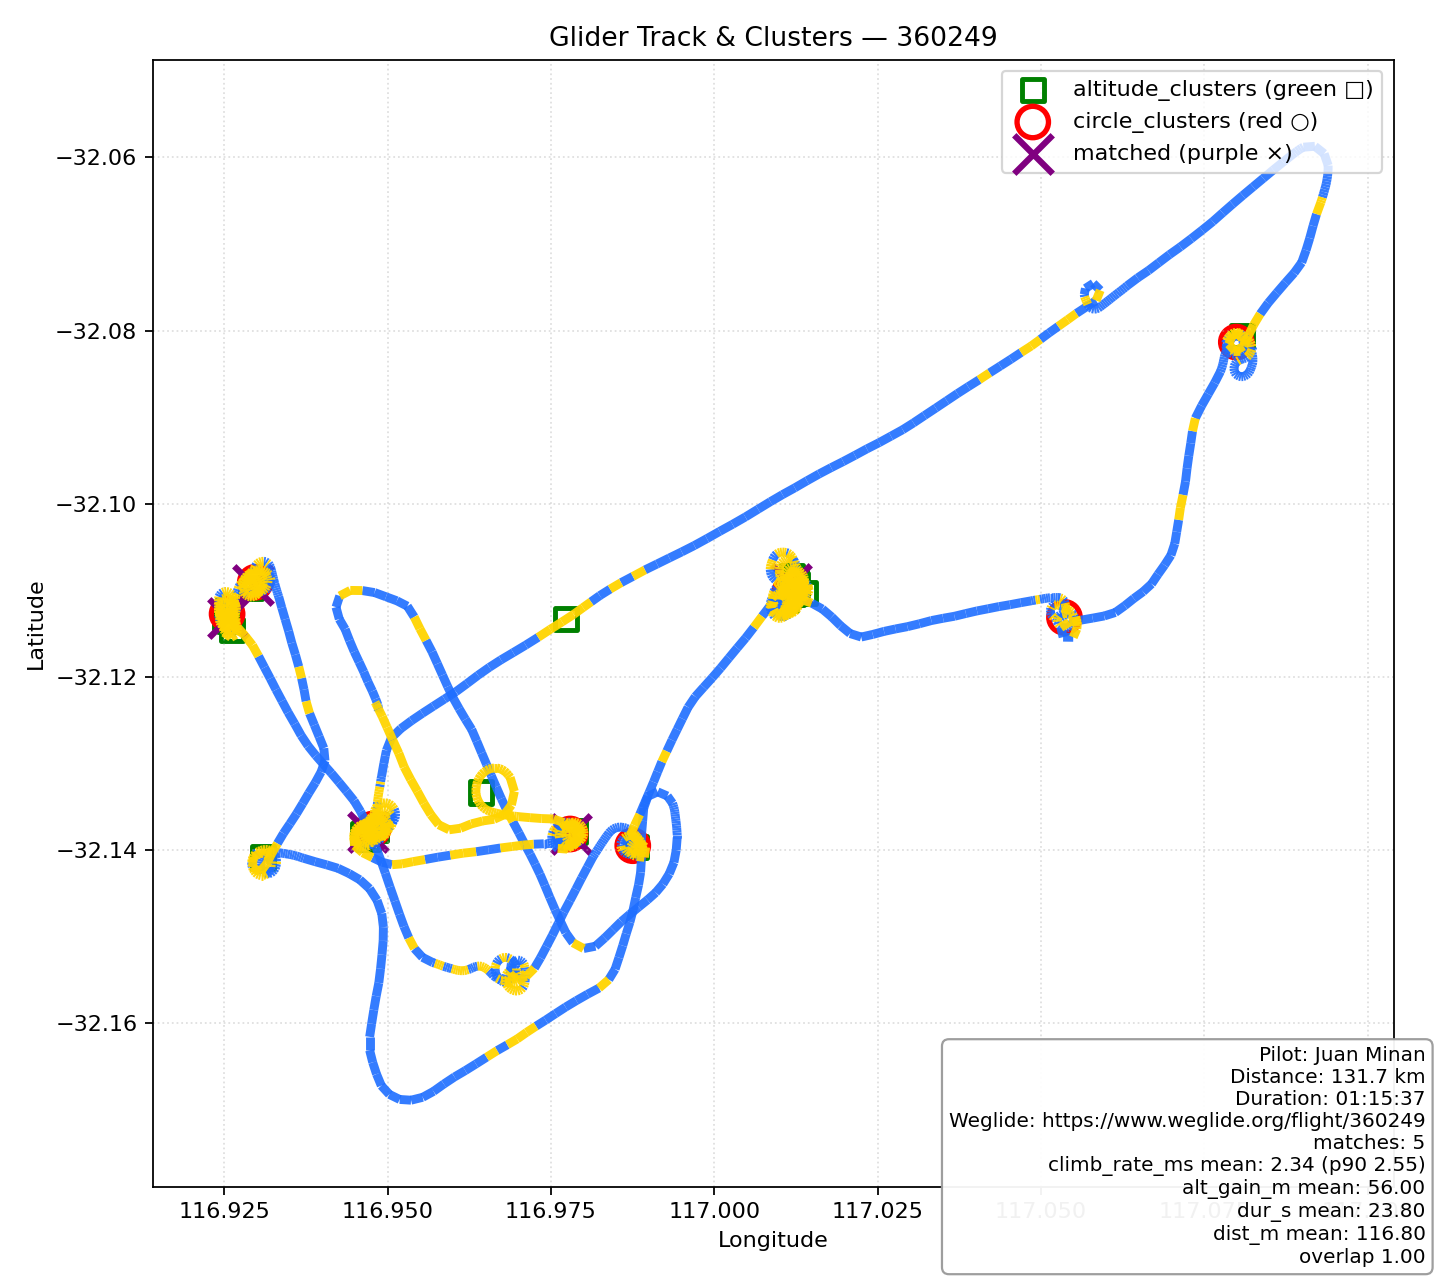 Glider Track & Clusters — 360249
altitude_clusters (green □)
circle_clusters (red ○)
matched (purple ×)
Latitude
−32.06
−32.08
−32.10
−32.12
−32.14
−32.16
116.925
116.950
116.975
117.000
117.025
117.050
Longitude
Pilot: Juan Minan
Distance: 131.7 km
Duration: 01:15:37
Weglide: https://www.weglide.org/flight/360249
matches: 5
climb_rate_ms mean: 2.34 (p90 2.55)
alt_gain_m mean: 56.00
dur_s mean: 23.80
dist_m mean: 116.80
overlap 1.00